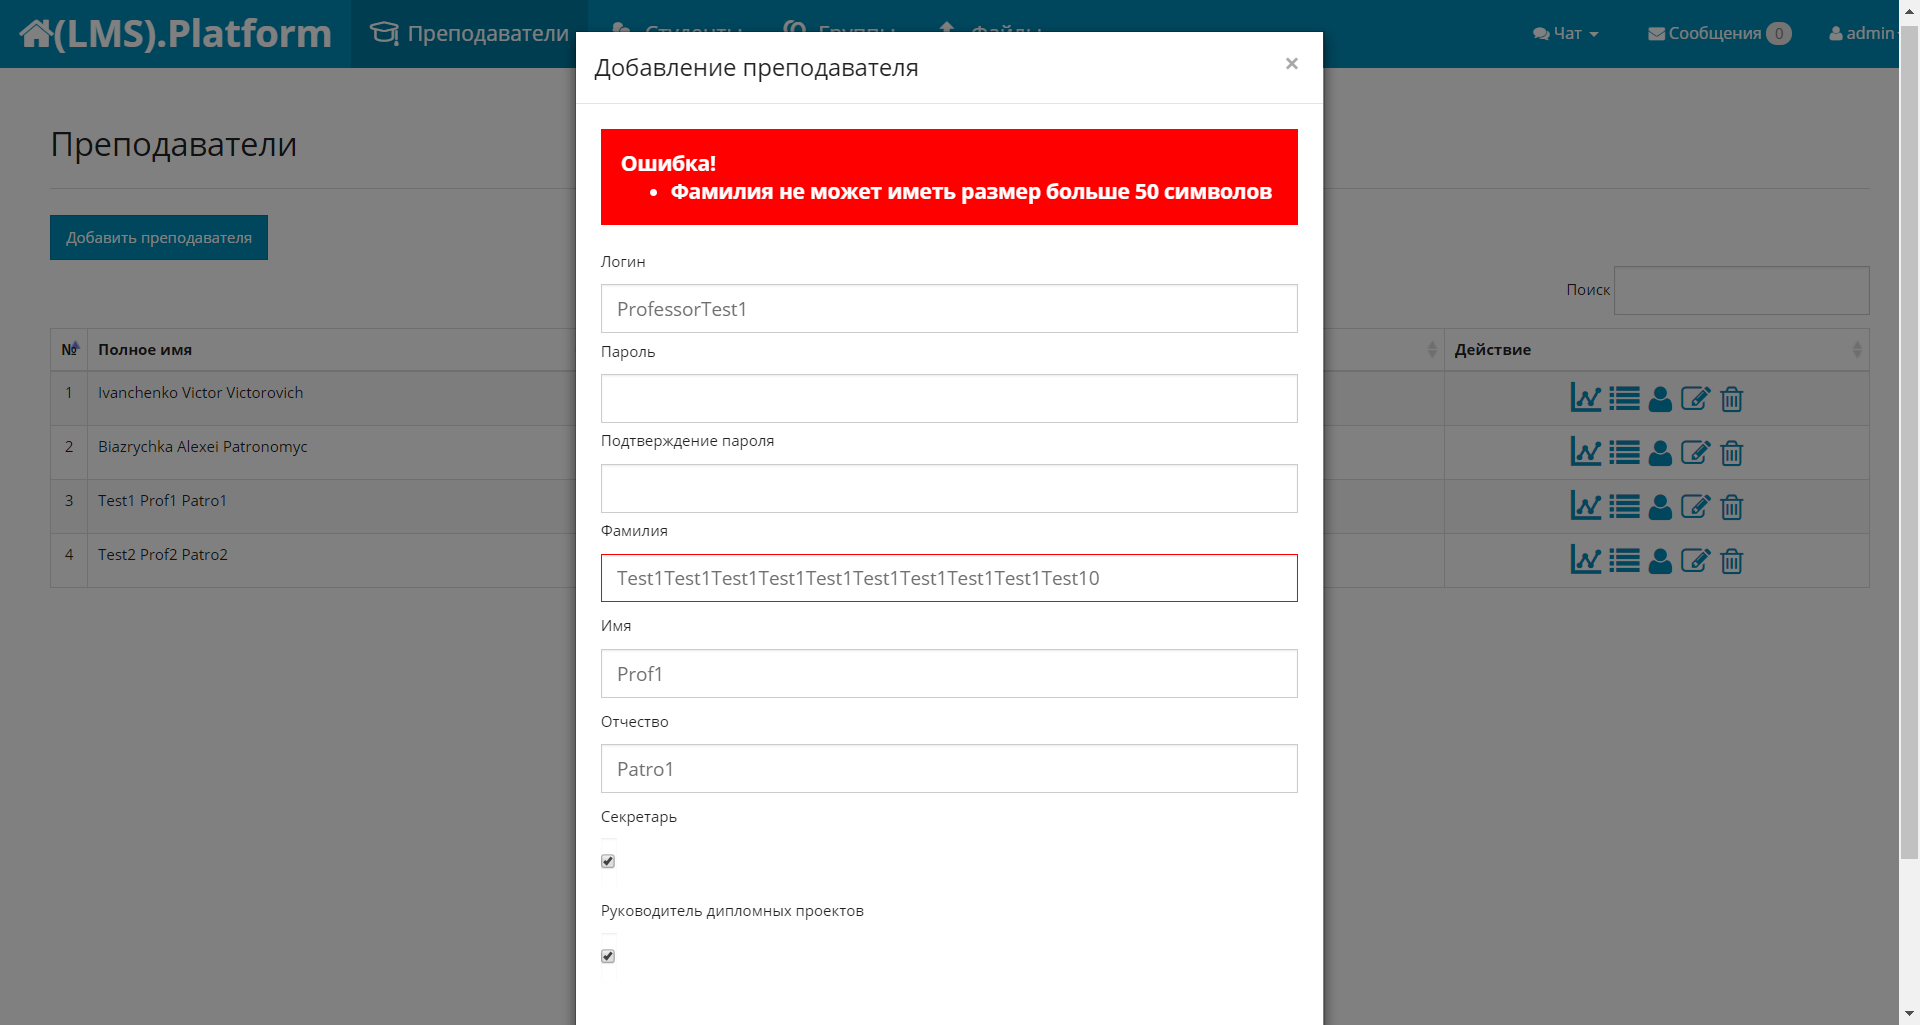 (LMS).Platform
Преподаватели
Студенты
Группы
Файлы
Чат
Сообщения 0
admin
Добавление преподавателя
×
Преподаватели
Ошибка!
• Фамилия не может иметь размер больше 50 символов
Добавить преподавателя
Поиск
№ Полное имя Действие
1 Ivanchenko Victor Victorovich
2 Biazrychka Alexei Patronomyc
3 Test1 Prof1 Patro1
4 Test2 Prof2 Patro2
Логин
ProfessorTest1
Пароль
Подтверждение пароля
Фамилия
Test1Test1Test1Test1Test1Test1Test1Test1Test1Test10
Имя
Prof1
Отчество
Patro1
Секретарь
Руководитель дипломных проектов